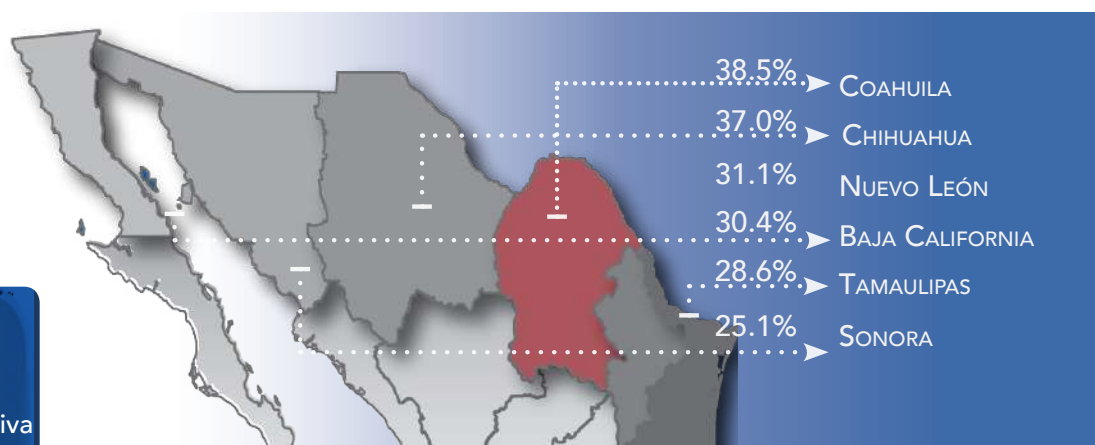 38.5% Coahuila
37.0% Chihuahua
31.1% Nuevo León
30.4% Baja California
28.6% Tamaulipas
25.1% Sonora
iva